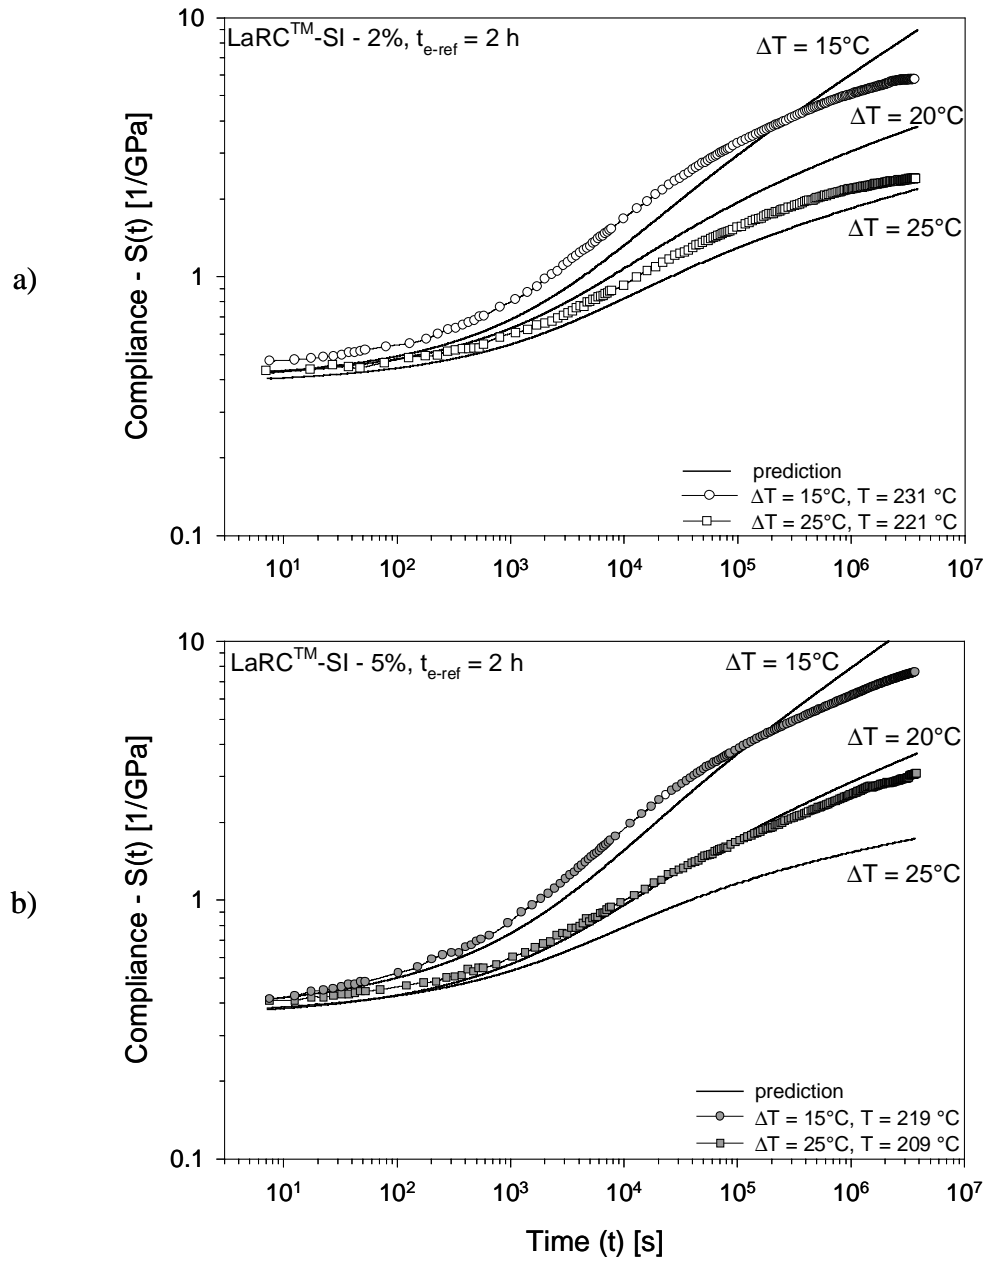 10
LaRC™-SI - 2%, te-ref = 2 h
ΔT = 15°C
ΔT = 20°C
ΔT = 25°C
Compliance - S(t) [1/GPa]
a)
1
prediction
ΔT = 15°C, T = 231 °C
ΔT = 25°C, T = 221 °C
0.1
10¹ 10² 10³ 10⁴ 10⁵ 10⁶ 10⁷
10
LaRC™-SI - 5%, te-ref = 2 h
ΔT = 15°C
ΔT = 20°C
ΔT = 25°C
Compliance - S(t) [1/GPa]
b)
1
prediction
ΔT = 15°C, T = 219 °C
ΔT = 25°C, T = 209 °C
0.1
10¹ 10² 10³ 10⁴ 10⁵ 10⁶ 10⁷
Time (t) [s]